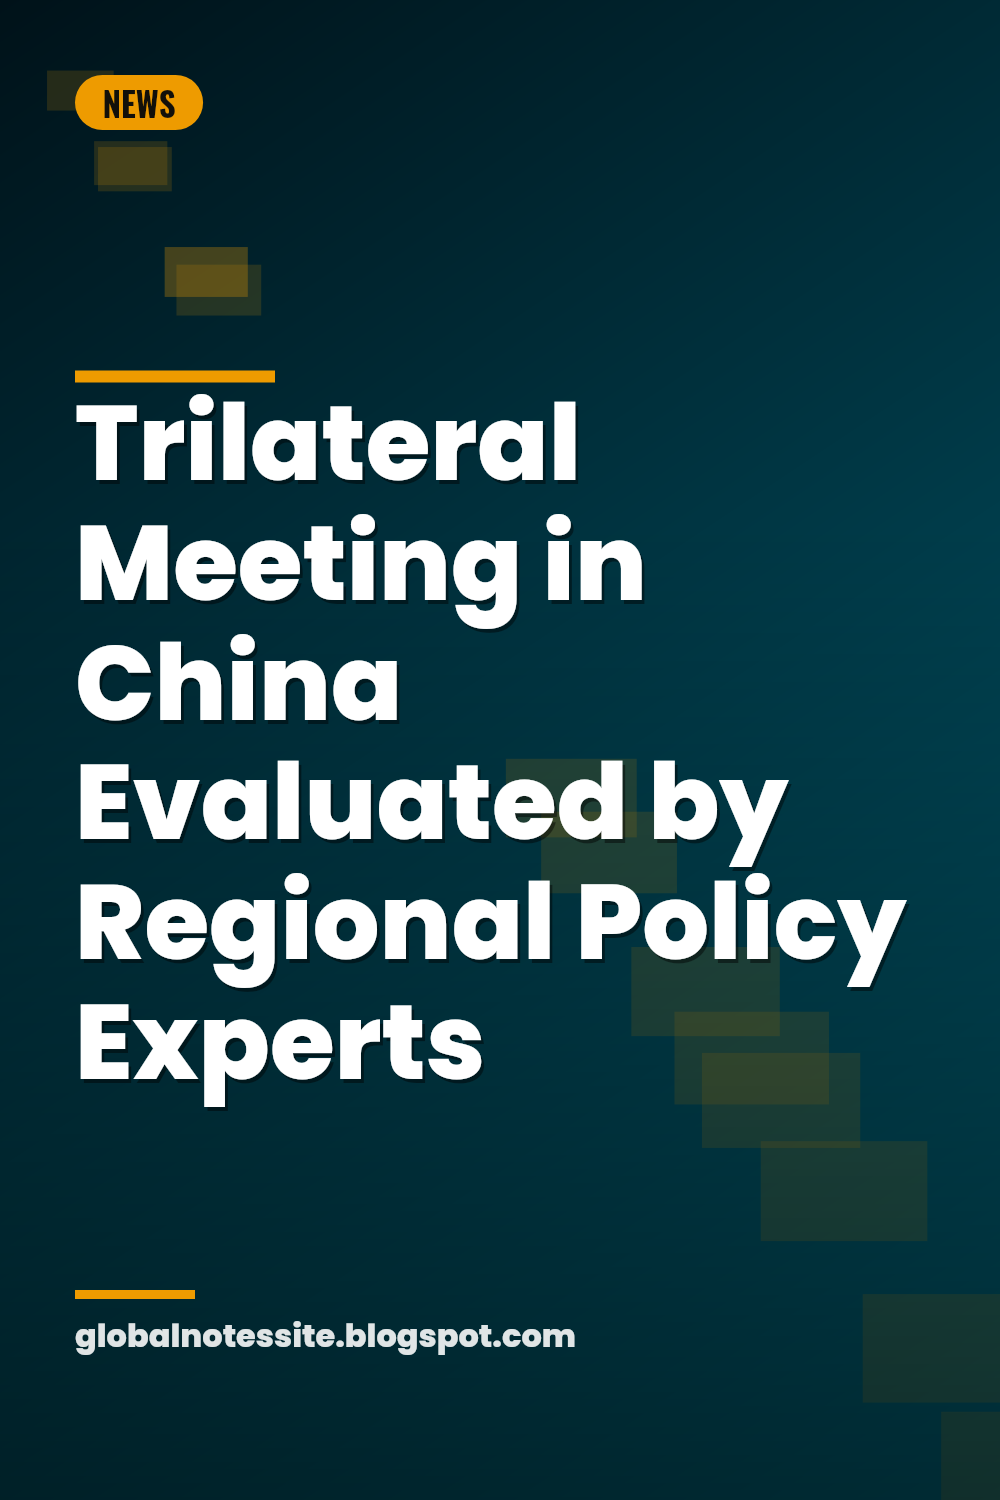 NEWS
Trilateral
Meeting in
China
Evaluated by
Regional Policy
Experts
globalnotessite.blogspot.com